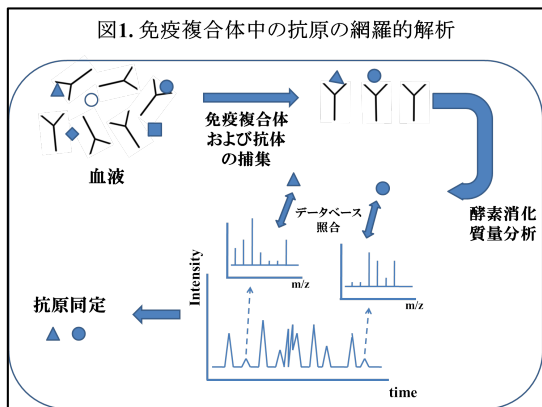 図1. 免疫複合体中の抗原の網羅的解析
血液
免疫複合体
および抗体
の捕集
酵素消化
質量分析
データベース
照合
m/z
m/z
Intensity
time
抗原同定